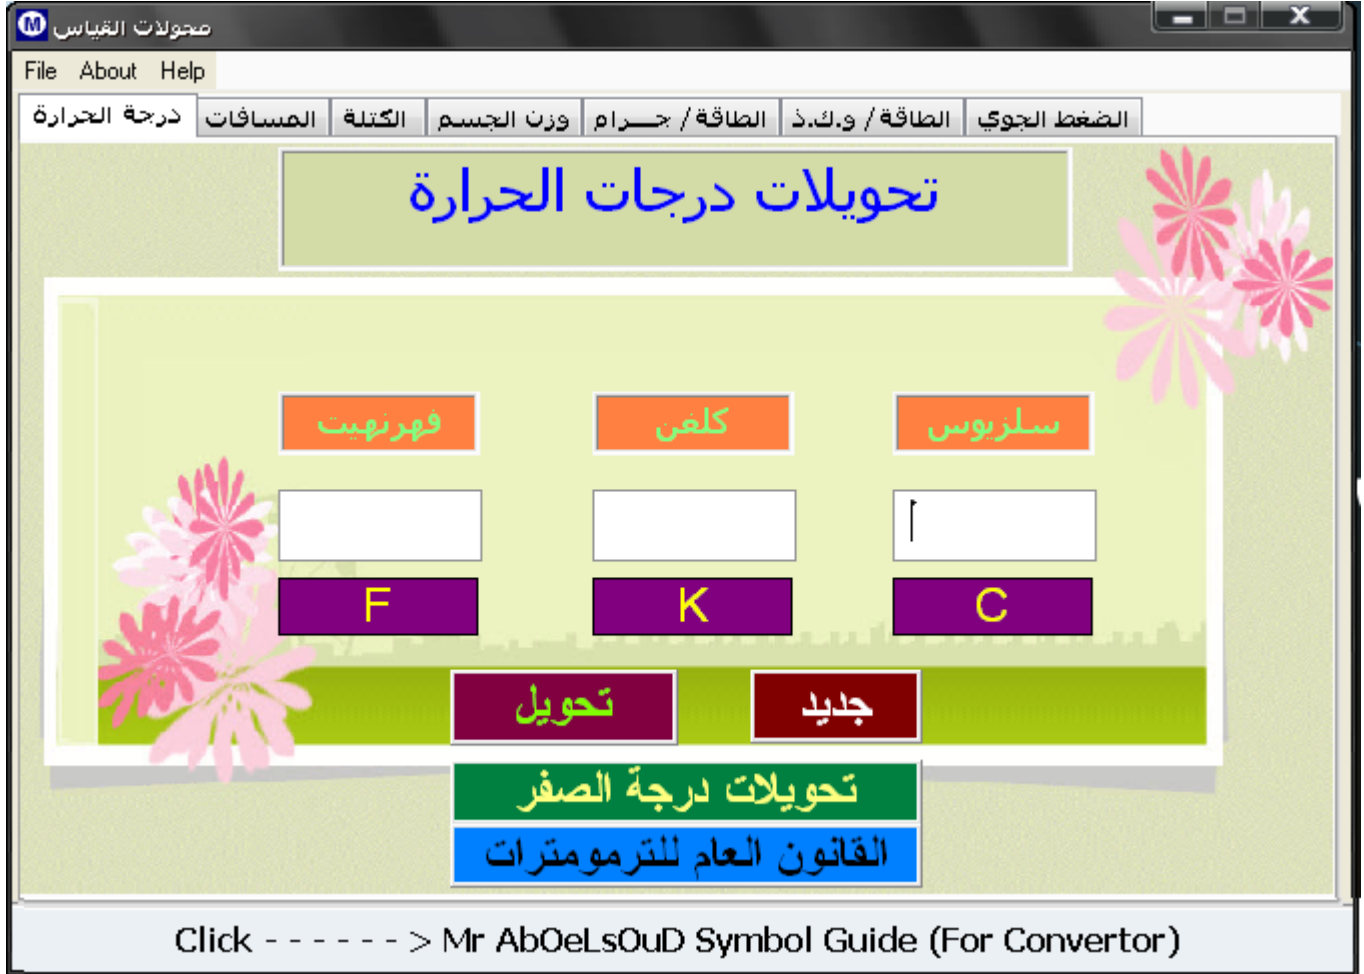 محولات القياس
File About Help
درجة الحرارة
المسافات
الكتلة
وزن الجسم
الطاقة / جـــرام
الطاقة / و.ك.ذ
الضغط الجوي
تحويلات درجات الحرارة
سلزيوس
كلفن
فهرنهيت
C
K
F
جديد
تحويل
تحويلات درجة الصفر
القانون العام للترمومترات
Click - - - - - - > Mr AbOeLsOuD Symbol Guide (For Convertor)